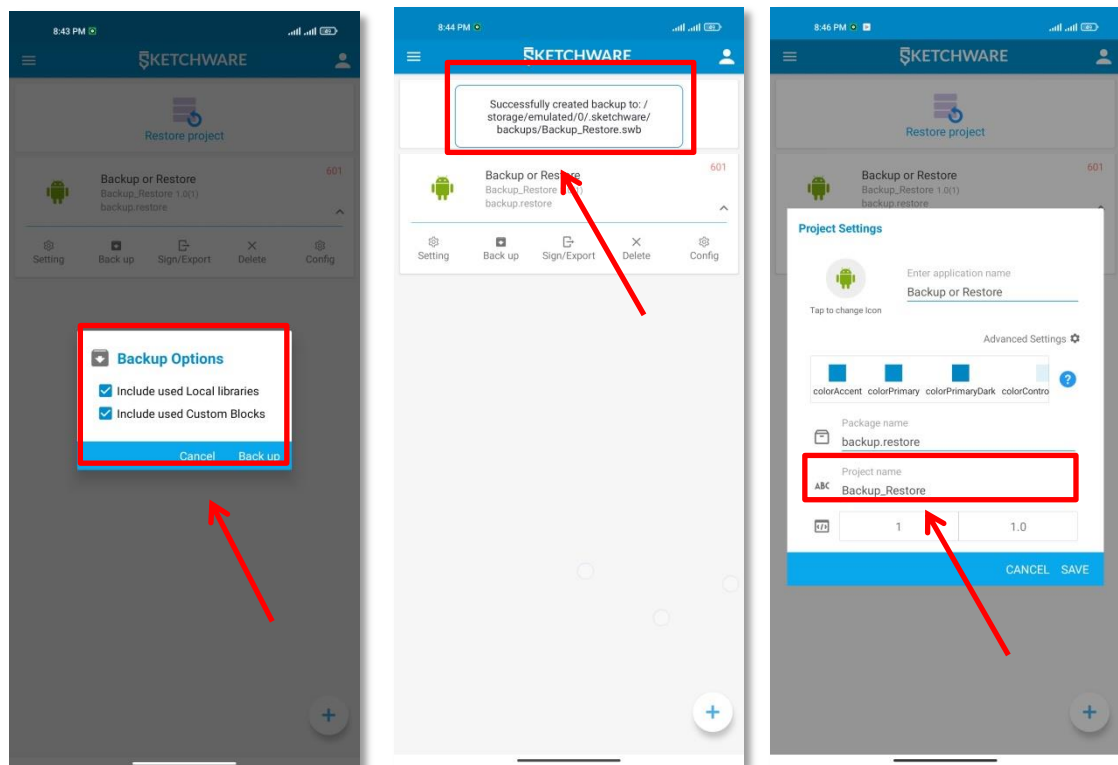 8:43 PM
SKETCHWARE
Restore project
Backup or Restore
601
Backup_Restore 1.0(1)
backup.restore
Setting Back up Sign/Export Delete Config
Backup Options
Include used Local libraries
Include used Custom Blocks
Cancel Back up
+
8:44 PM
SKETCHWARE
Successfully created backup to: /
storage/emulated/0/.sketchware/
backups/Backup_Restore.swb
Backup or Restore
601
Backup_Restore
backup.restore
Setting Back up Sign/Export Delete Config
+
8:46 PM
SKETCHWARE
Restore project
Backup or Restore
601
Backup_Restore 1.0(1)
backup.restore
Project Settings
Enter application name
Backup or Restore
Tap to change Icon
Advanced Settings
colorAccent colorPrimary colorPrimaryDark colorContro
?
Package name
backup.restore
Project name
ABC
Backup_Restore
1 1.0
CANCEL SAVE
+